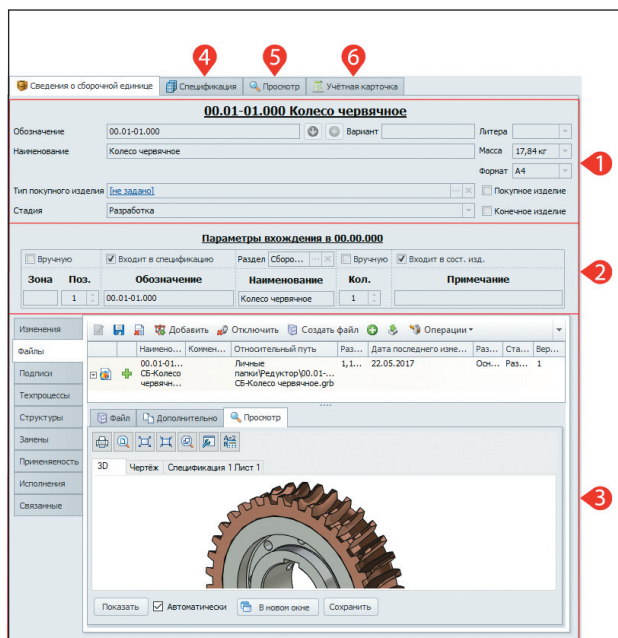 4 5 6
Сведения о сборочной единице Спецификация Просмотр Учётная карточка
00.01-01.000 Колесо червячное
Обозначение 00.01-01.000 Вариант Литера
Наименование Колесо червячное Масса 17,84 кг
Формат А4
1
Тип покупного изделия [не задано] Покупное изделие
Стадия Разработка Конечное изделие
Параметры вхождения в 00.00.000
Вручную Входит в спецификацию Раздел Сборо... Вручную Входит в сост. изд.
2
Зона Поз. Обозначение Наименование Кол. Примечание
1 00.01-01.000 Колесо червячное 1
Изменения
Файлы
Подписи
Техпроцессы
Структуры
Замены
Применяемость
Исполнения
Связанные
Добавить Отключить Создать файл Операции
Наимено... Коммен... Относительный путь Раз... Дата последнего изме... Раз... Ста... Вер...
00.01-01... Личные 1,1... 22.05.2017 Осн... Раз... 1
СБ-Колесо папки\Редуктор\00.01-...
червячн... СБ-Колесо червячное.grb
Файл Дополнительно Просмотр
3D Чертёж Спецификация 1 Лист 1
3
Показать Автоматически В новом окне Сохранить